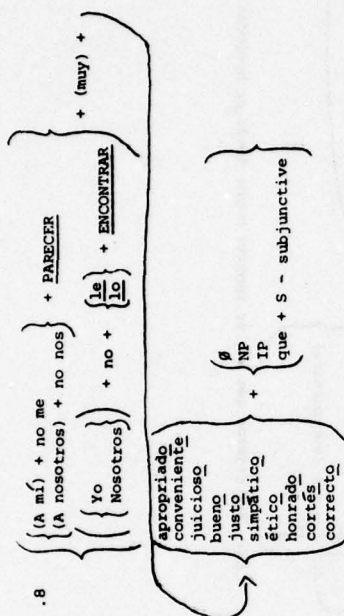 .8
(A mí) + no me
(A nosotros) + no nos
+ PARECER
+ (muy) +
Yo
Nosotros
+ no +
le
lo
+ ENCONTRAR
apropriado
conveniente
juicioso
bueno
justo
simpático
ético
honrado
cortés
correcto
+
Ø
NP
IP
que + S - subjunctive